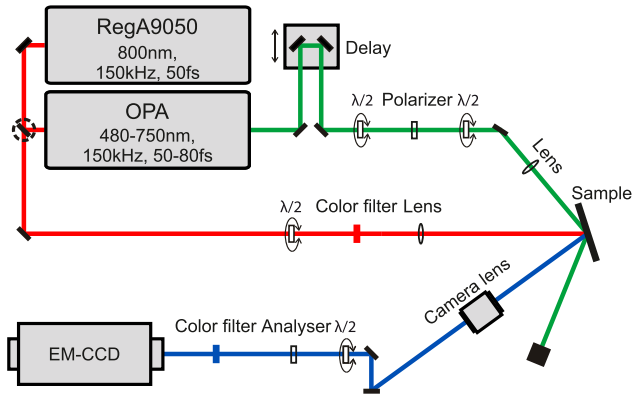 RegA9050
800nm,
150kHz, 50fs
Delay
OPA
480-750nm,
150kHz, 50-80fs
λ/2 Polarizer λ/2
Lens
Sample
λ/2 Color filter Lens
Camera lens
Color filter Analyser λ/2
EM-CCD